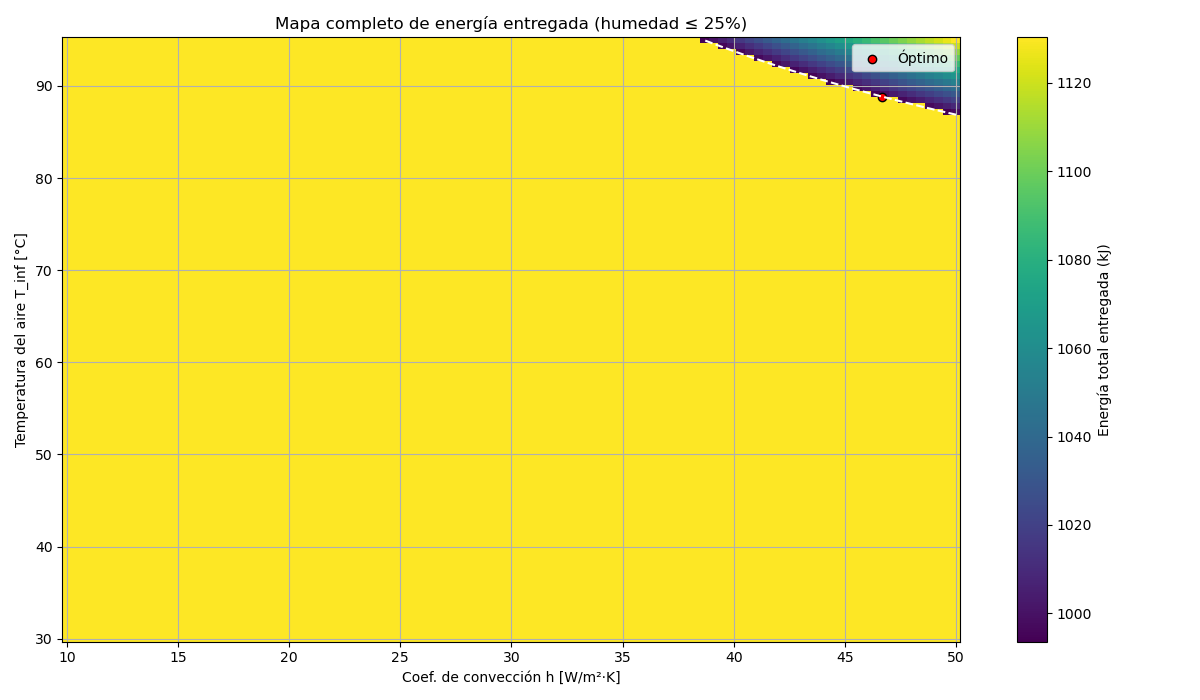 Mapa completo de energía entregada (humedad ≤ 25%)
Óptimo
Temperatura del aire T_inf [°C]
90
80
70
60
50
40
30
10 15 20 25 30 35 40 45 50
Coef. de convección h [W/m²·K]
1120
1100
1080
1060
1040
1020
1000
Energía total entregada (kJ)